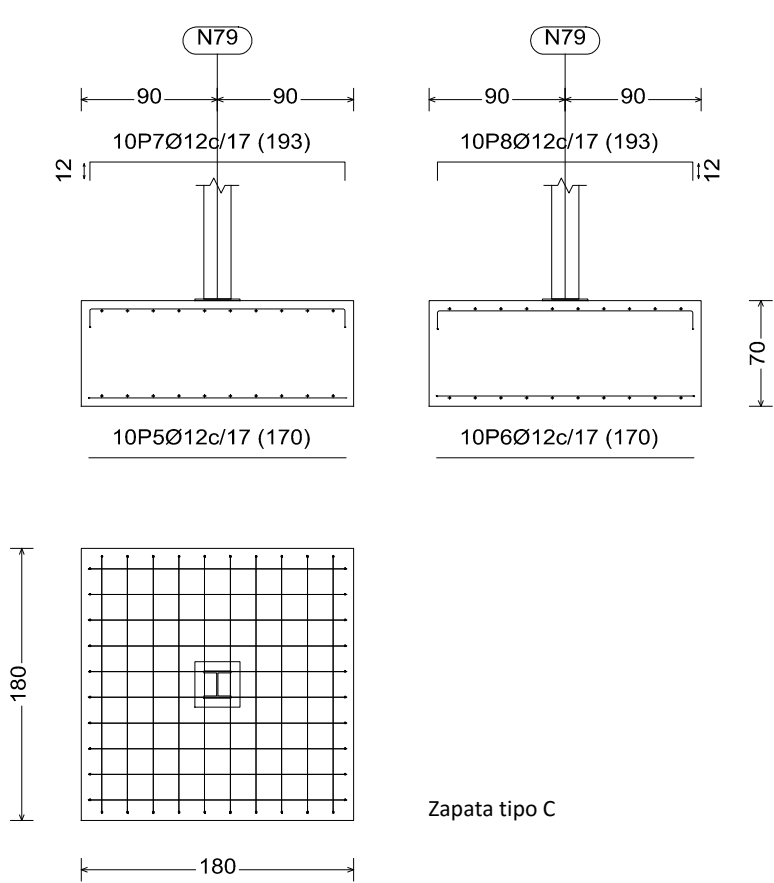 N79 N79
90 90 90 90
10P7Ø12c/17 (193) 10P8Ø12c/17 (193)
12 12
70
10P5Ø12c/17 (170) 10P6Ø12c/17 (170)
180
Zapata tipo C
180